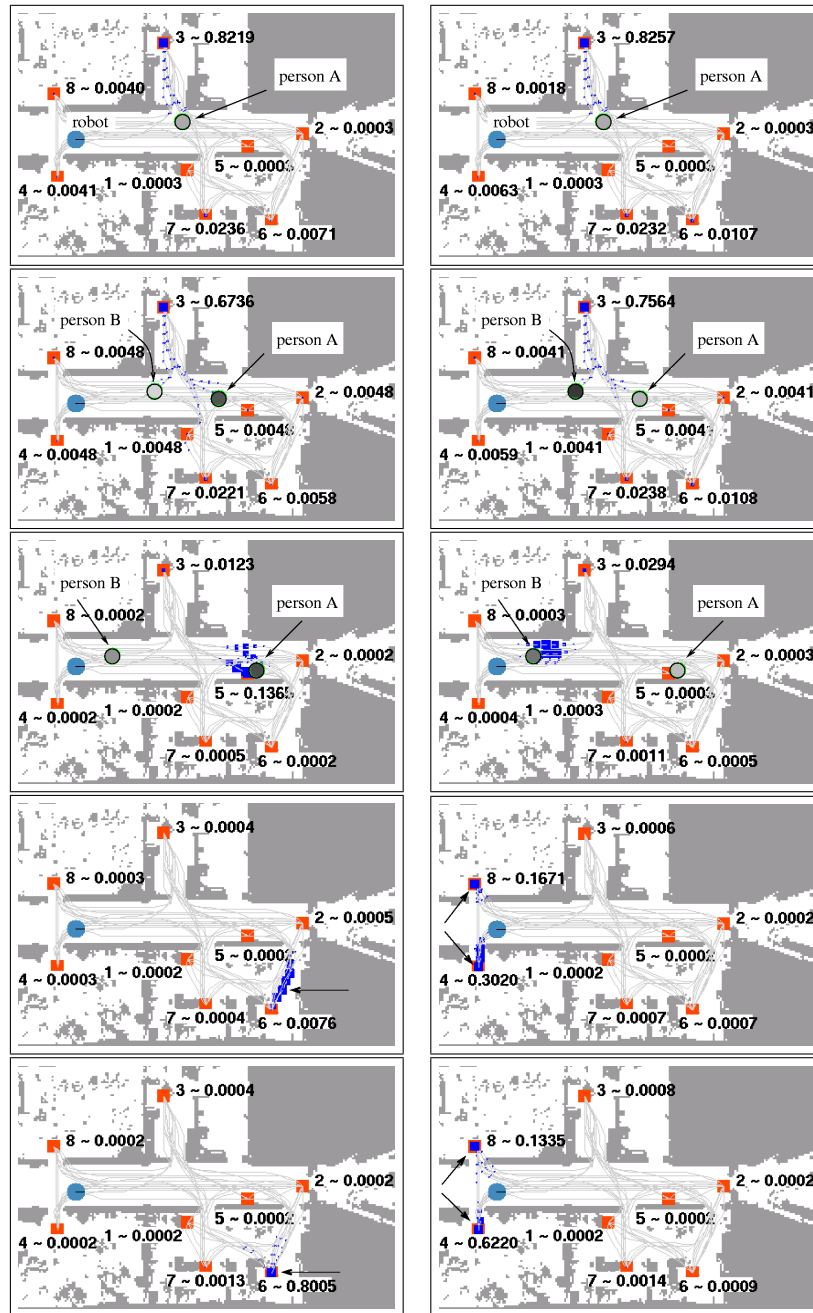 3 ~ 0.8219
person A
8 ~ 0.0040
robot
2 ~ 0.0003
5 ~ 0.0003
4 ~ 0.0041
1 ~ 0.0003
7 ~ 0.0236
6 ~ 0.0071
3 ~ 0.8257
person A
8 ~ 0.0018
robot
2 ~ 0.0003
5 ~ 0.0003
4 ~ 0.0063
1 ~ 0.0003
7 ~ 0.0232
6 ~ 0.0107
3 ~ 0.6736
person B
person A
8 ~ 0.0048
2 ~ 0.0048
5 ~ 0.0048
4 ~ 0.0048
1 ~ 0.0048
7 ~ 0.0221
6 ~ 0.0058
3 ~ 0.7564
person B
person A
8 ~ 0.0041
2 ~ 0.0041
5 ~ 0.0041
4 ~ 0.0059
1 ~ 0.0041
7 ~ 0.0238
6 ~ 0.0108
3 ~ 0.0123
person B
person A
8 ~ 0.0002
2 ~ 0.0002
5 ~ 0.1365
4 ~ 0.0002
1 ~ 0.0002
7 ~ 0.0005
6 ~ 0.0002
3 ~ 0.0294
person B
person A
8 ~ 0.0003
2 ~ 0.0003
5 ~ 0.0003
4 ~ 0.0004
1 ~ 0.0003
7 ~ 0.0011
6 ~ 0.0005
3 ~ 0.0004
8 ~ 0.0003
2 ~ 0.0005
5 ~ 0.0002
4 ~ 0.0003
1 ~ 0.0002
7 ~ 0.0004
6 ~ 0.0076
3 ~ 0.0006
8 ~ 0.1671
2 ~ 0.0002
5 ~ 0.0002
4 ~ 0.3020
1 ~ 0.0002
7 ~ 0.0007
6 ~ 0.0007
3 ~ 0.0004
8 ~ 0.0002
2 ~ 0.0002
5 ~ 0.0002
4 ~ 0.0002
1 ~ 0.0002
7 ~ 0.0013
6 ~ 0.8005
3 ~ 0.0008
8 ~ 0.1335
2 ~ 0.0002
5 ~ 0.0002
4 ~ 0.6220
1 ~ 0.0002
7 ~ 0.0014
6 ~ 0.0009